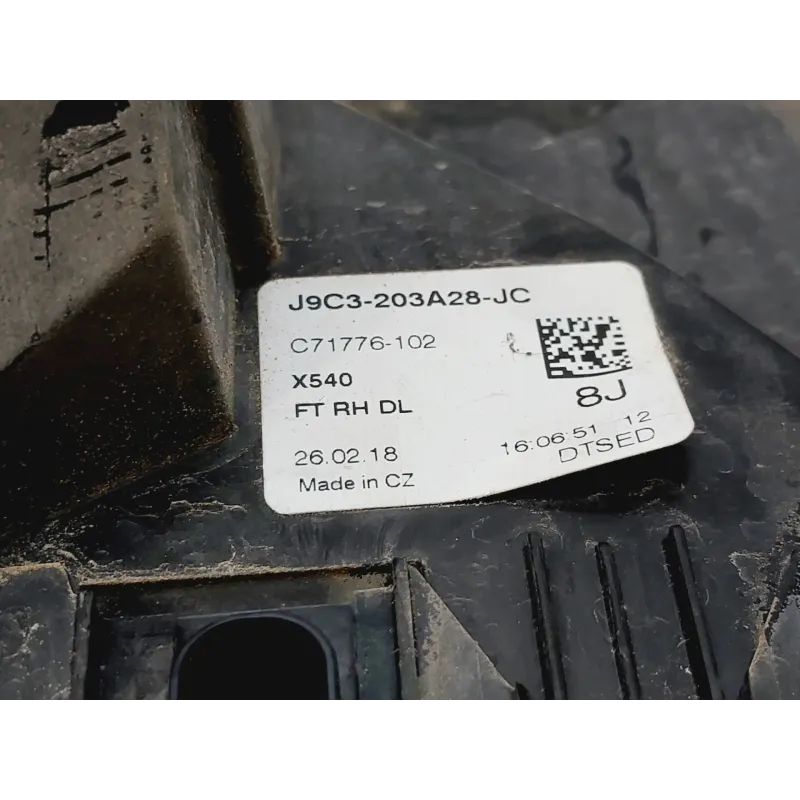 J9C3-203A28-JC
C71776-102
X540
8J
FT RH DL
16:06:51 12
26.02.18
DTSED
Made in CZ